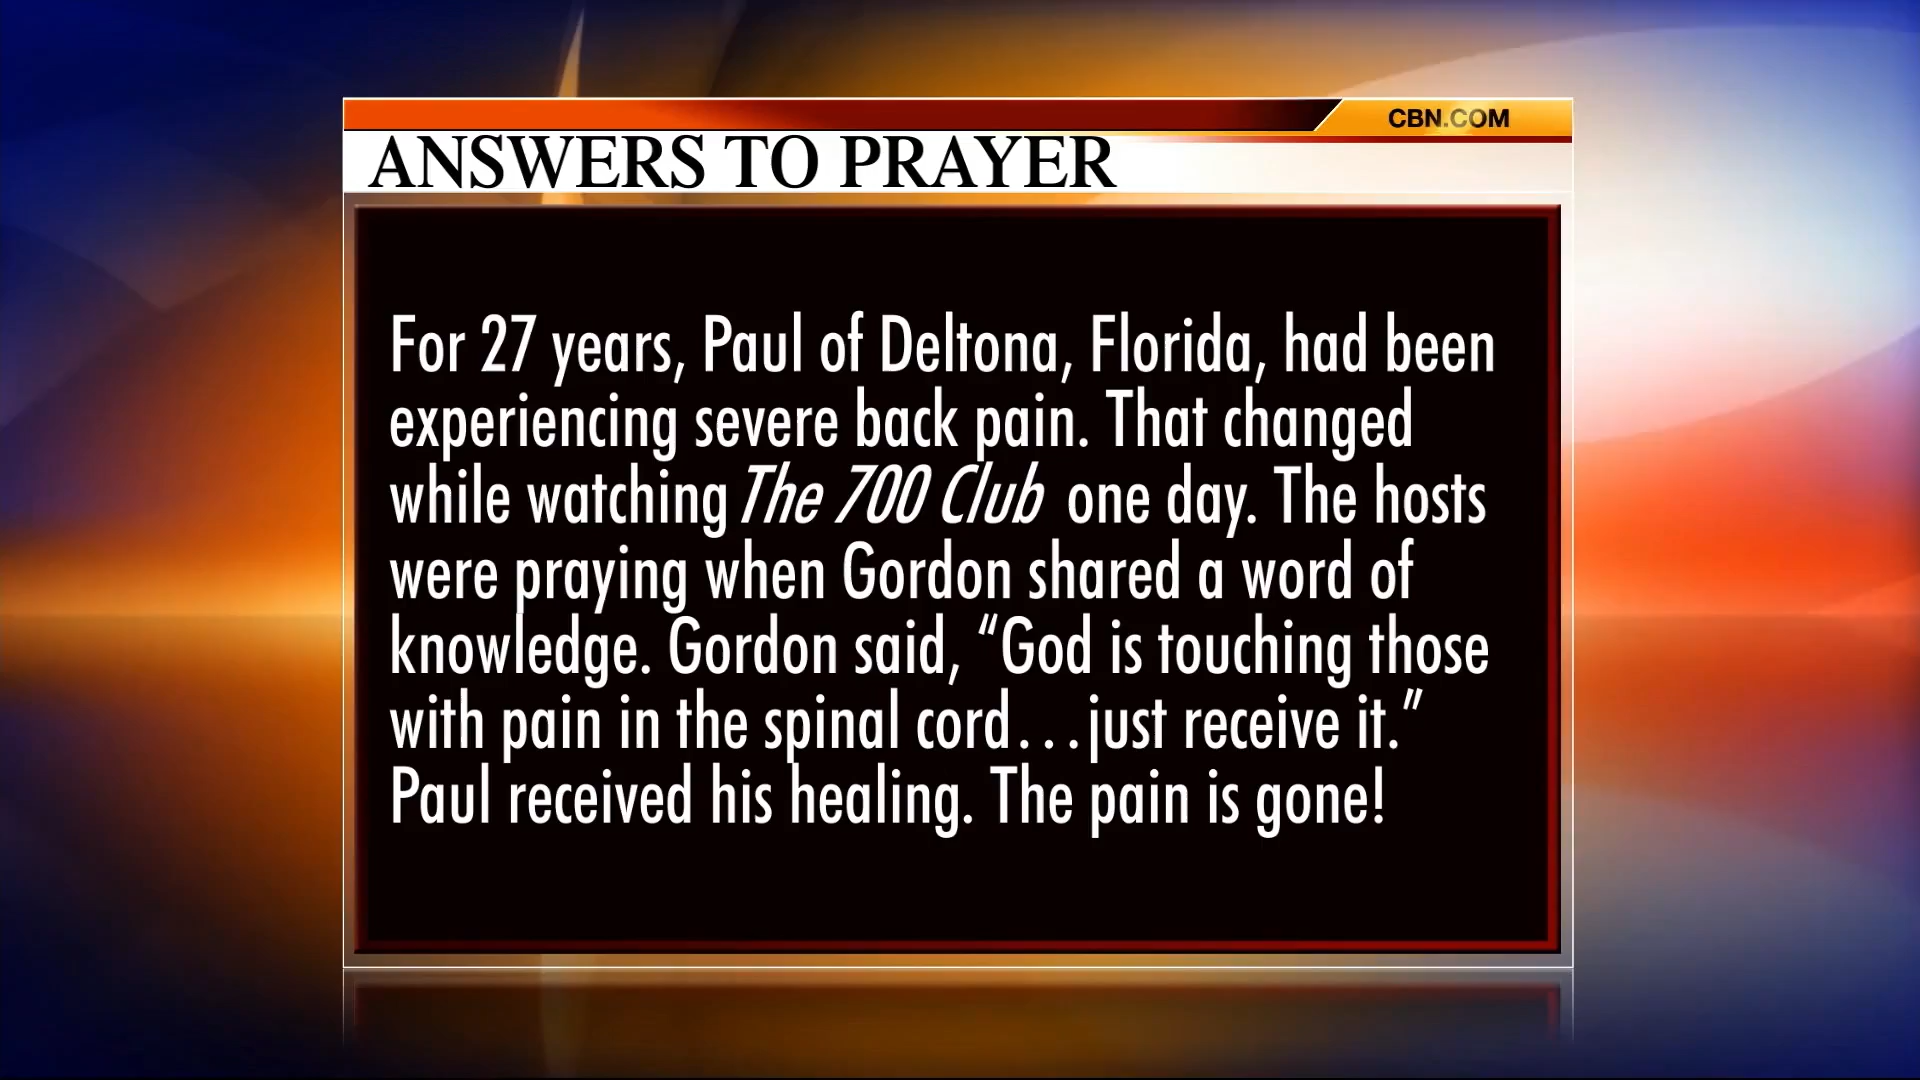 CBN.COM
ANSWERS TO PRAYER
For 27 years, Paul of Deltona, Florida, had been
experiencing severe back pain. That changed
while watching The 700 Club one day. The hosts
were praying when Gordon shared a word of
knowledge. Gordon said, “God is touching those
with pain in the spinal cord...just receive it.”
Paul received his healing. The pain is gone!